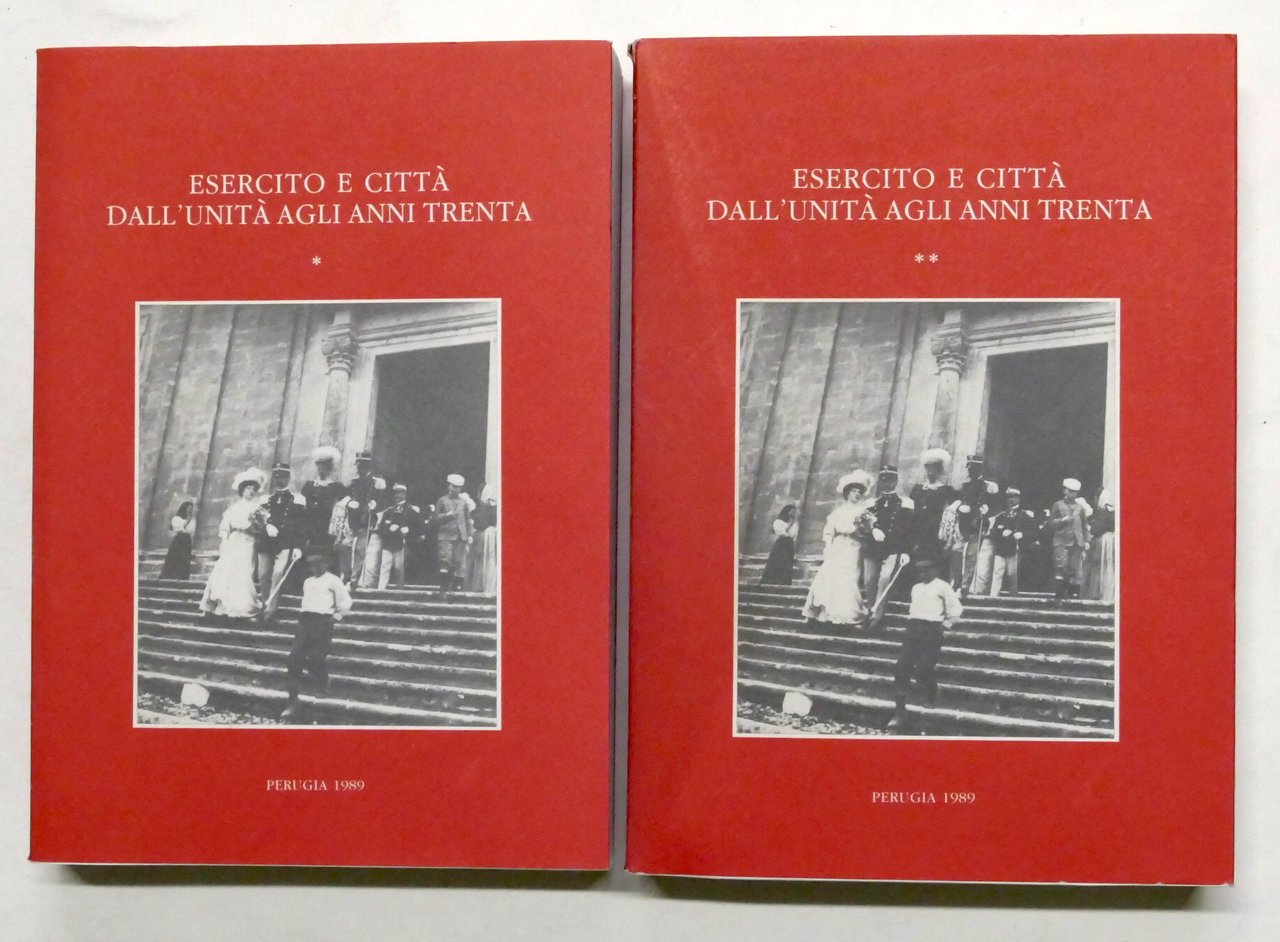 ESERCITO E CITTÀ
DALL'UNITÀ AGLI ANNI TRENTA
*
PERUGIA 1989
ESERCITO E CITTÀ
DALL'UNITÀ AGLI ANNI TRENTA
**
PERUGIA 1989